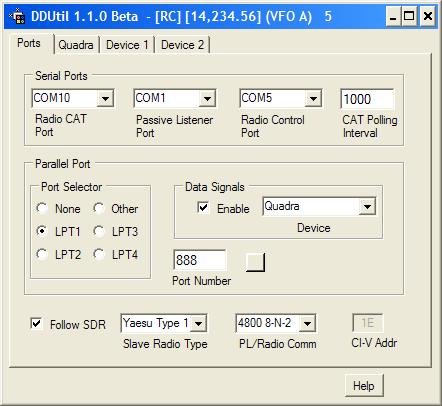 DDUtil 1.1.0 Beta - [RC] [14,234.56] (VFO A) 5
Ports Quadra Device 1 Device 2
Serial Ports
COM10 COM1 COM5 1000
Radio CAT Port Passive Listener Port Radio Control Port CAT Polling Interval
Parallel Port
Port Selector
None Other
LPT1 LPT3
LPT2 LPT4
Data Signals
Enable Quadra
Device
888
Port Number
Follow SDR Yaesu Type 1 4800 8-N-2 1E
Slave Radio Type PL/Radio Comm CI-V Addr
Help